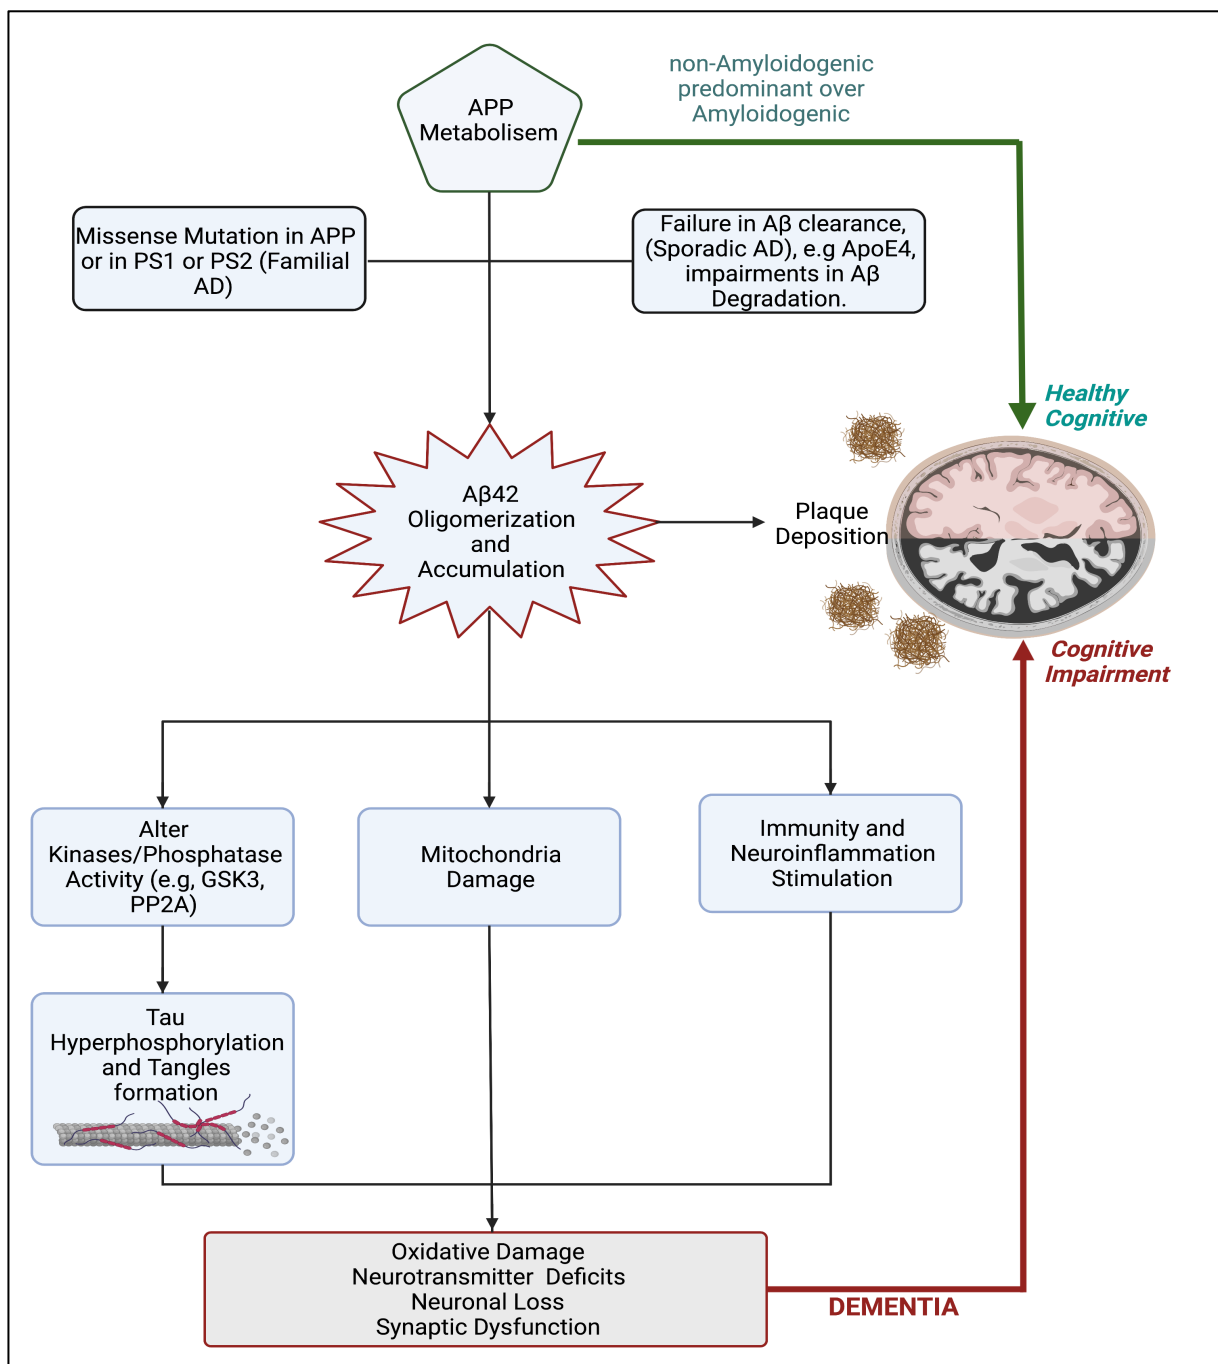 APP
Metabolisem
non-Amyloidogenic
predominant over
Amyloidogenic
Missense Mutation in APP
or in PS1 or PS2 (Familial
AD)
Failure in Aβ clearance,
(Sporadic AD), e.g ApoE4,
impairments in Aβ
Degradation.
Healthy
Cognitive
Aβ42
Oligomerization
and
Accumulation
Plaque
Deposition
Cognitive
Impairment
Alter
Kinases/Phosphatase
Activity (e.g, GSK3,
PP2A)
Mitochondria
Damage
Immunity and
Neuroinflammation
Stimulation
Tau
Hyperphosphorylation
and Tangles
formation
Oxidative Damage
Neurotransmitter  Deficits
Neuronal Loss
Synaptic Dysfunction
DEMENTIA